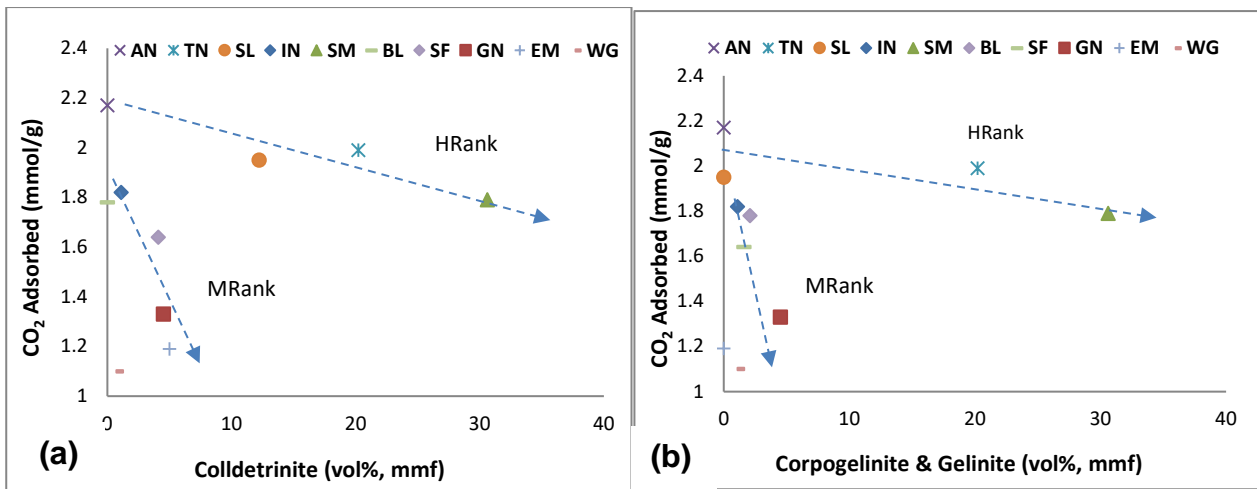 AN TN SL IN SM BL SF GN EM WG
2.4
2.2
2
1.8
1.6
1.4
1.2
1
0
10
20
30
40
CO2 Adsorbed (mmol/g)
HRank
MRank
(a)
Colldetrinite (vol%, mmf)
AN TN SL IN SM BL SF GN EM WG
2.4
2.2
2
1.8
1.6
1.4
1.2
1
0
10
20
30
40
CO2 Adsorbed (mmol/g)
HRank
MRank
(b)
Corpogelinite & Gelinite (vol%, mmf)